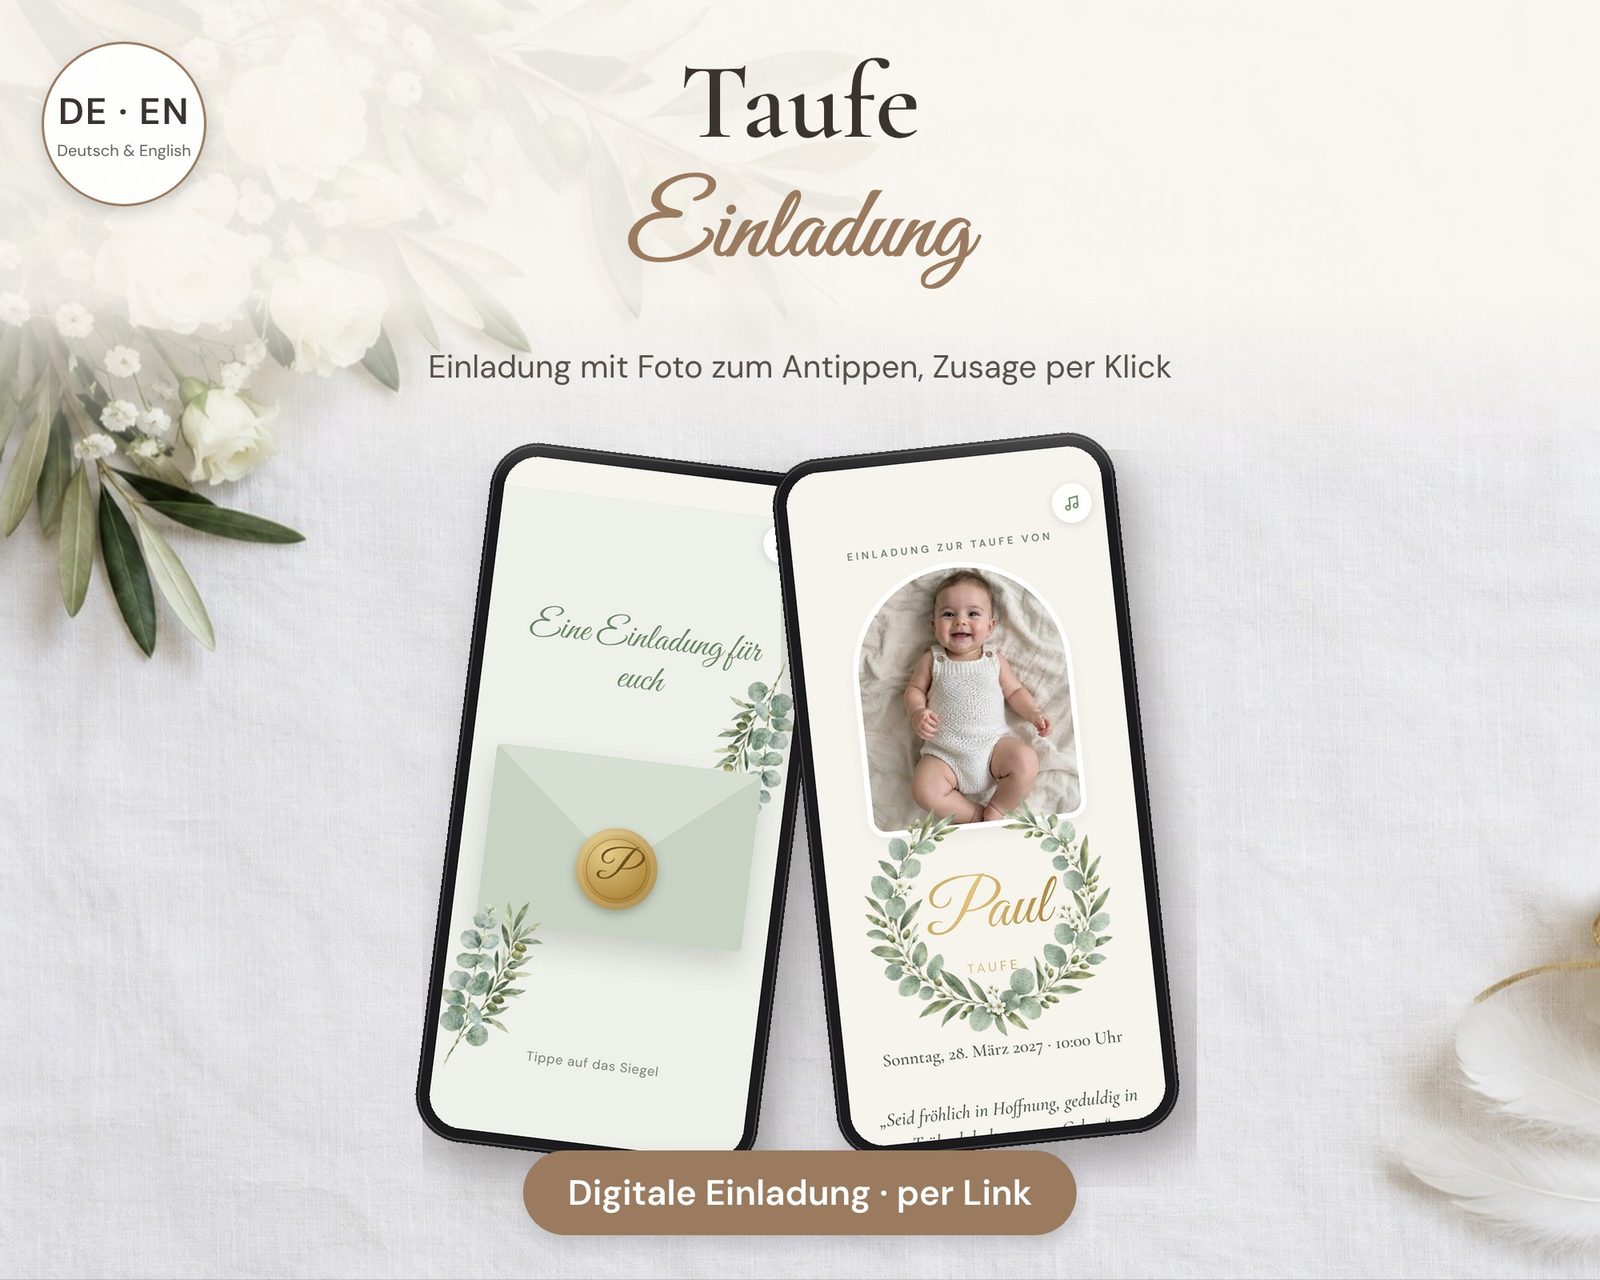 DE · EN
Deutsch & English
Taufe
Einladung
Einladung mit Foto zum Antippen, Zusage per Klick
Eine Einladung für
euch
P
Tippe auf das Siegel
EINLADUNG ZUR TAUFE VON
Paul
TAUFE
Sonntag, 28. März 2027 · 10:00 Uhr
„Seid fröhlich in Hoffnung, geduldig in
Digitale Einladung · per Link